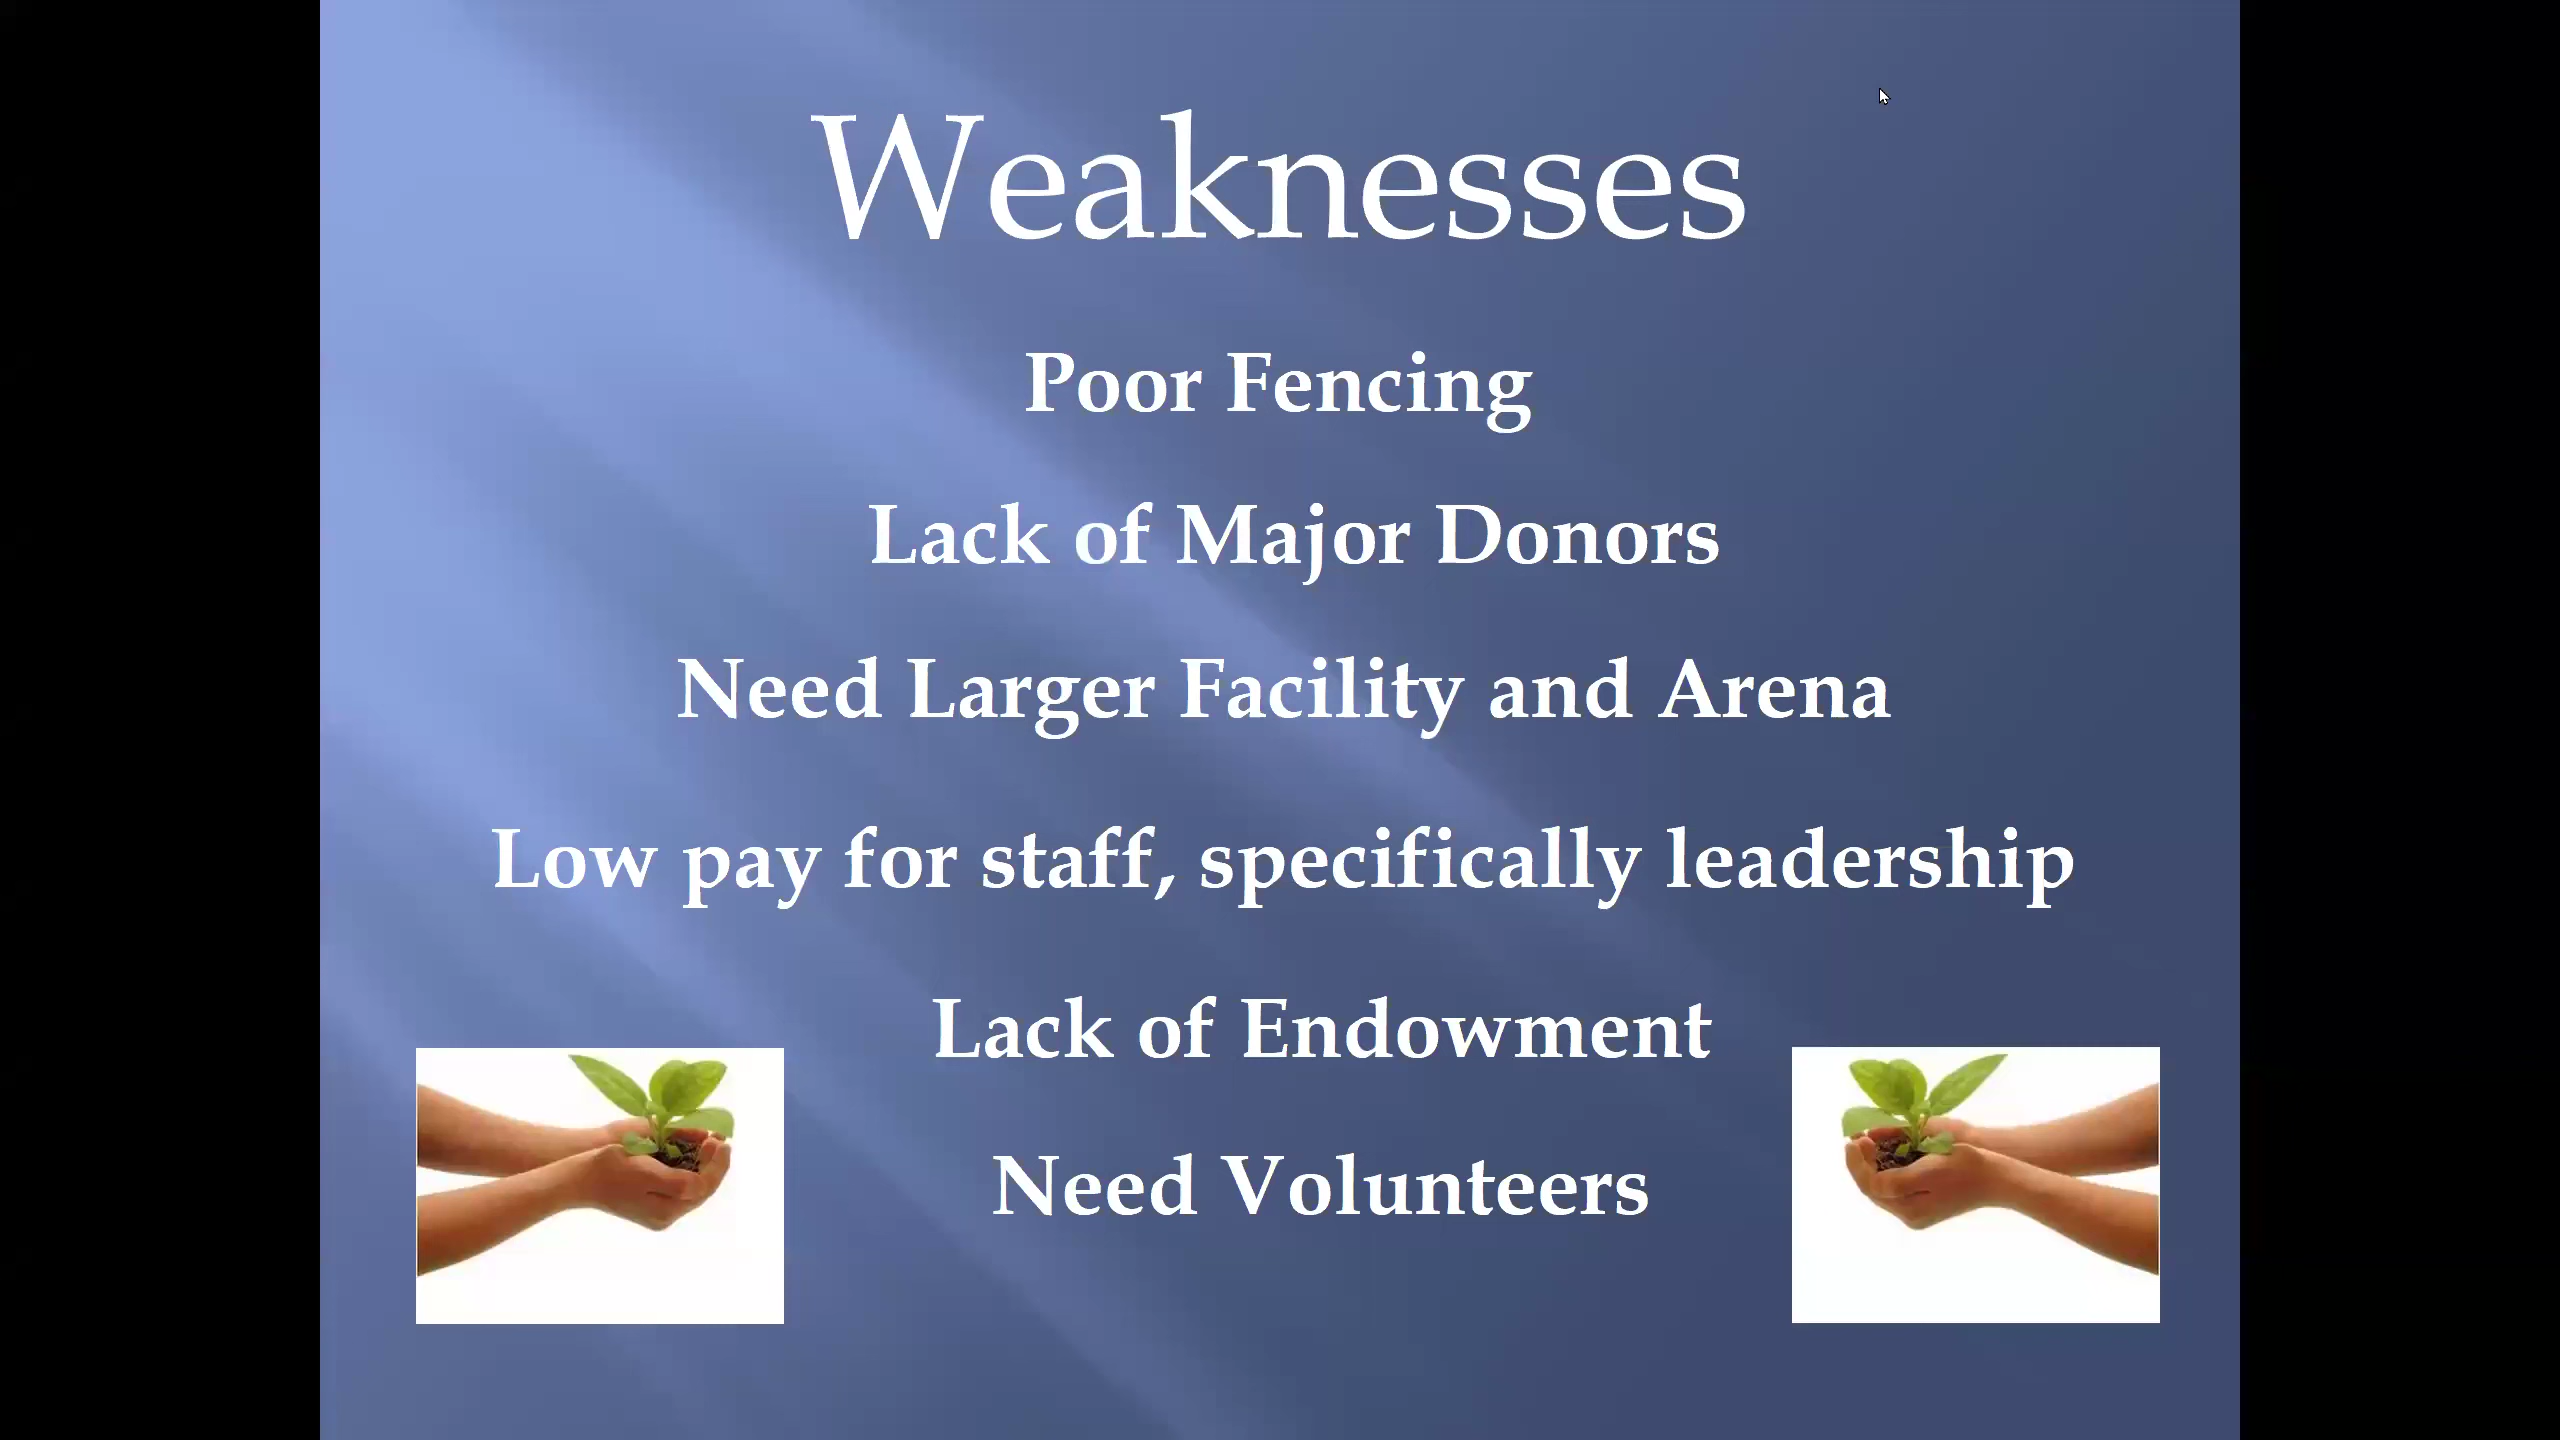 Weaknesses
Poor Fencing
Lack of Major Donors
Need Larger Facility and Arena
Low pay for staff, specifically leadership
Lack of Endowment
Need Volunteers